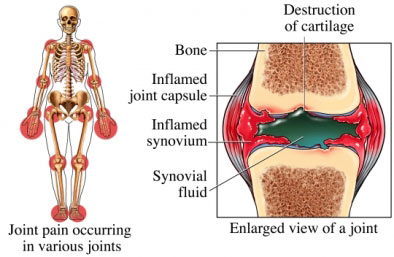 Destruction
of cartilage
Bone
Inflamed
joint capsule
Inflamed
synovium
Synovial
fluid
Joint pain occurring
in various joints
Enlarged view of a joint